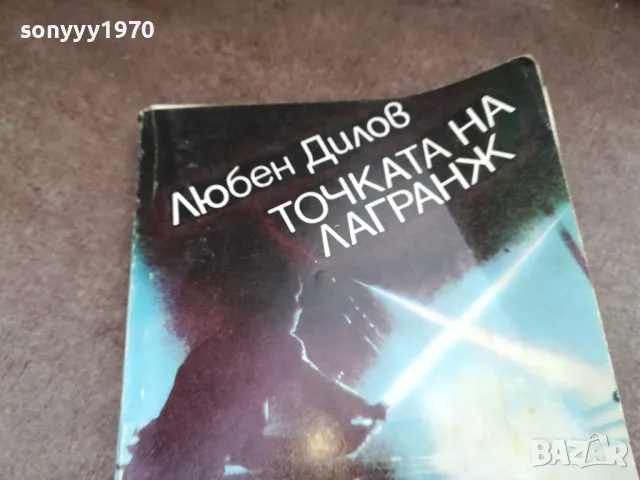 sonyyy1970
Любен Дилов
ТОЧКАТА НА
ЛАГРАНЖ
BAZAR